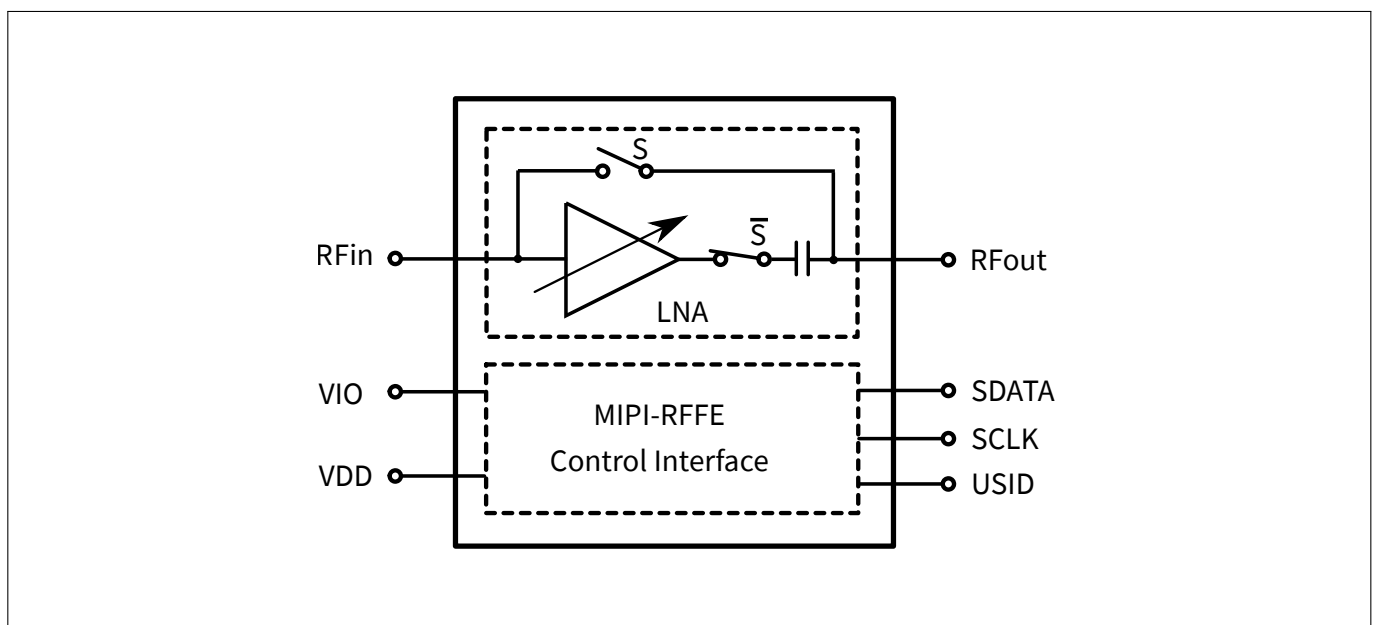 S
RFin
S̅
RFout
LNA
VIO
MIPI-RFFE
Control Interface
SDATA
SCLK
VDD
USID